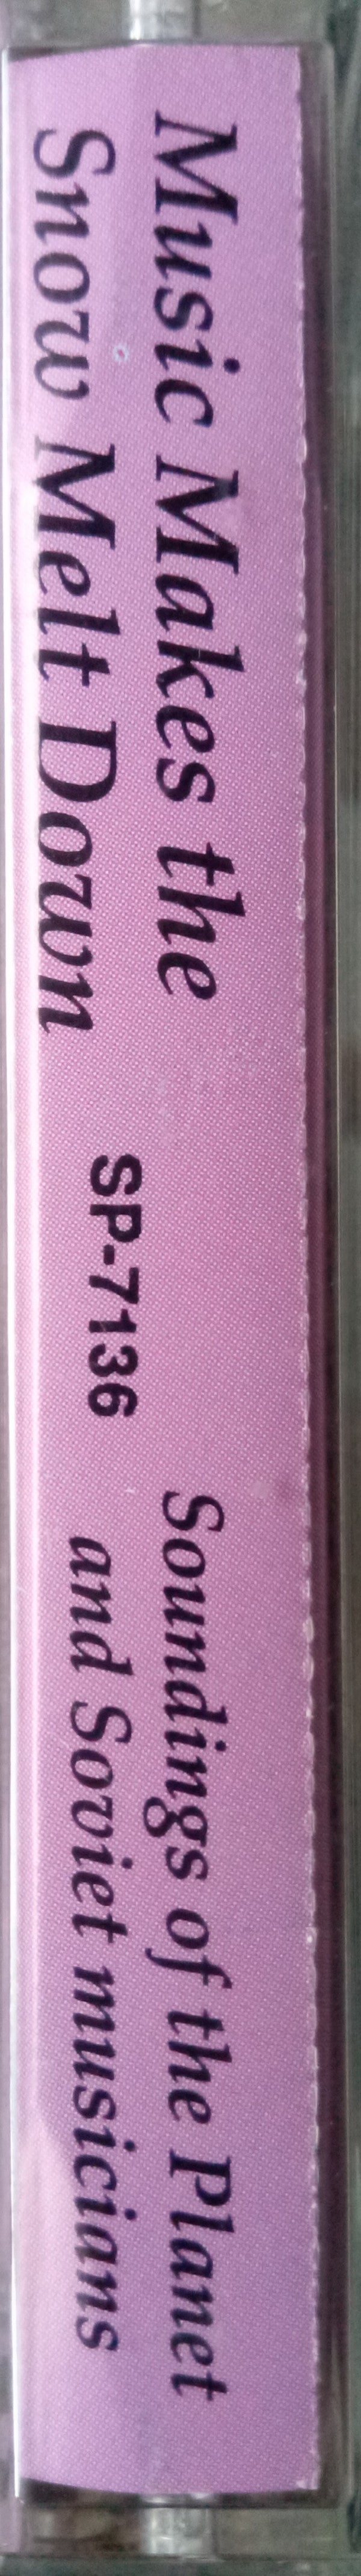 Music Makes the
Snow Melt Down
SP-7136
Soundings of the Planet
and Soviet musicians